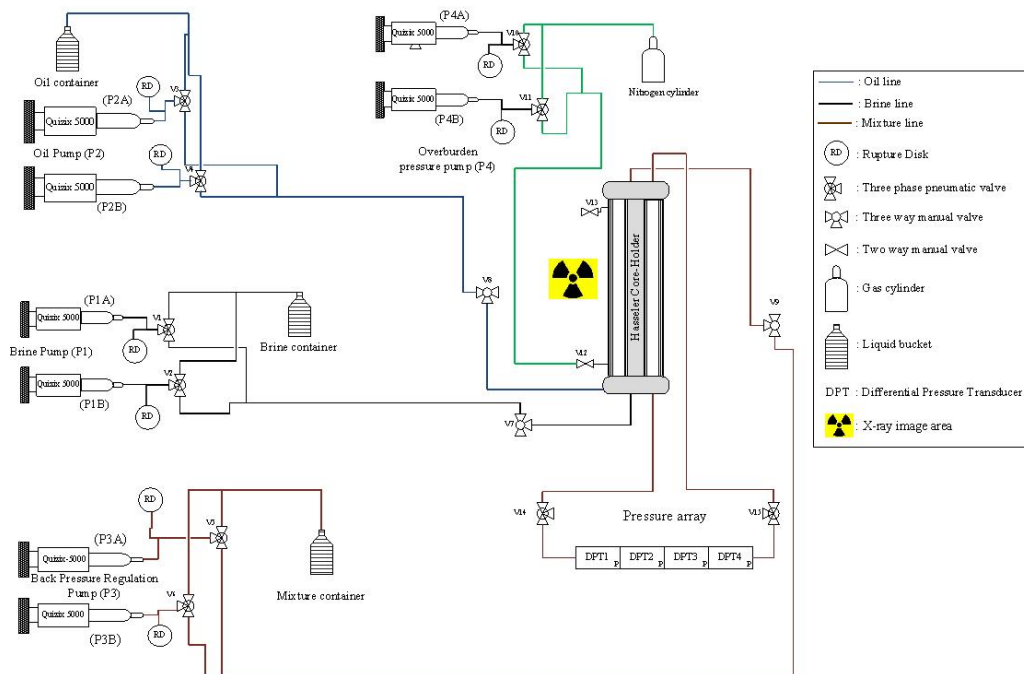 (P4A)
Quizix 5000
V10
RD
Oil container
RD
(P2A)
V3
Nitrogen cylinder
: Oil line
: Brine line
: Mixture line
Quizix 5000
Quizix 5000
V11
(P4B)
RD
Oil Pump (P2)
RD
Overburden
pressure pump (P4)
: Rupture Disk
V4
Quizix 5000
(P2B)
: Three phase pneumatic valve
V13
: Three way manual valve
: Two way manual valve
Hasseler Core-Holder
V8
: Gas cylinder
(P1A)
Quizix 5000
V1
V9
RD
Brine Pump (P1)
Brine container
: Liquid bucket
V12
V2
Quizix 5000
(P1B)
RD
DPT : Differential Pressure Transducer
V7
: X-ray image area
RD
V14
Pressure array
V15
V5
(P3A)
Quizix-5000
DPT1
P
DPT2
P
DPT3
P
DPT4
P
Back Pressure Regulation
Pump (P3)
Mixture container
V6
Quizix 5000
RD
(P3B)